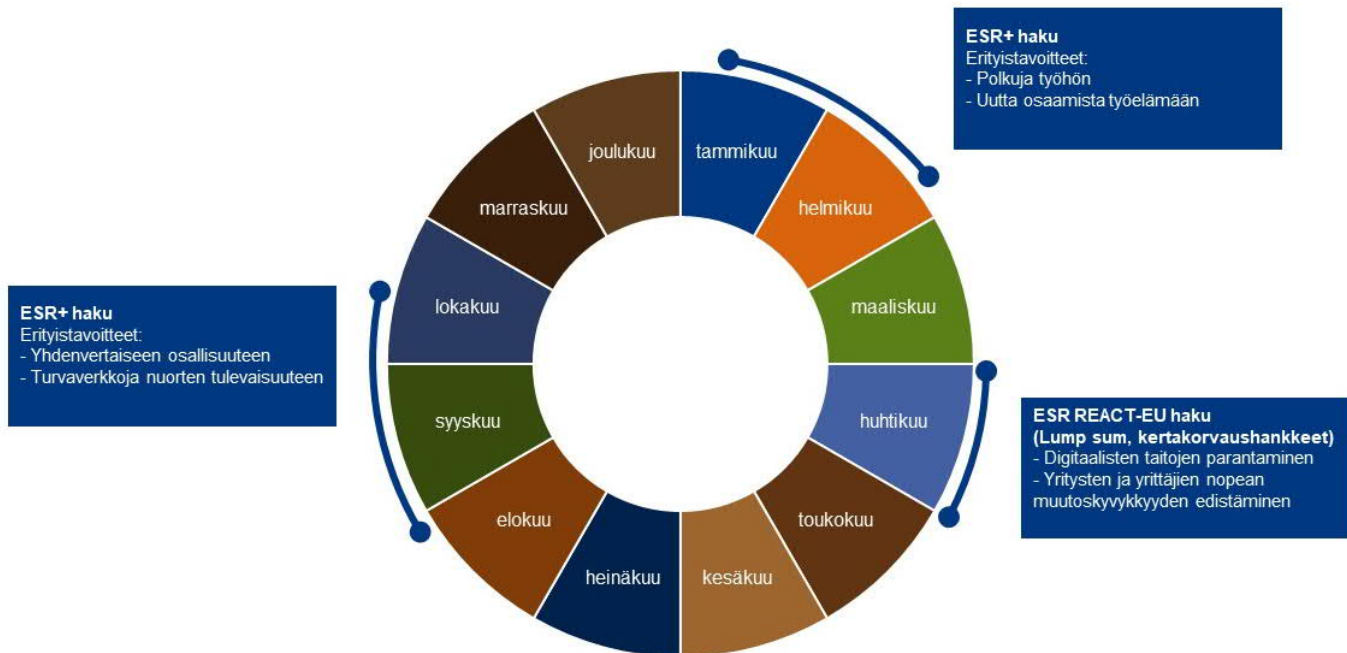 ESR+ haku
Erityistavoitteet:
- Polkuja työhön
- Uutta osaamista työelämään
joulukuu
tammikuu
marraskuu
helmikuu
lokakuu
maaliskuu
ESR+ haku
Erityistavoitteet:
- Yhdenvertaiseen osallisuuteen
- Turvaverkkoja nuorten tulevaisuuteen
syyskuu
huhtikuu
ESR REACT-EU haku
(Lump sum, kertakorvaushankkeet)
- Digitaalisten taitojen parantaminen
- Yritysten ja yrittäjien nopean
muutoskyvykkyyden edistäminen
elokuu
toukokuu
heinäkuu
kesäkuu